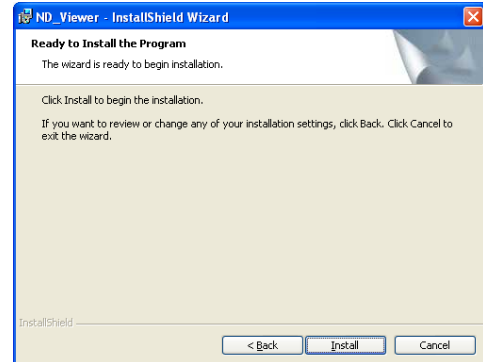 ND_Viewer - InstallShield Wizard
Ready to Install the Program
The wizard is ready to begin installation.
Click Install to begin the installation.
If you want to review or change any of your installation settings, click Back. Click Cancel to
exit the wizard.
InstallShield
< Back Install Cancel